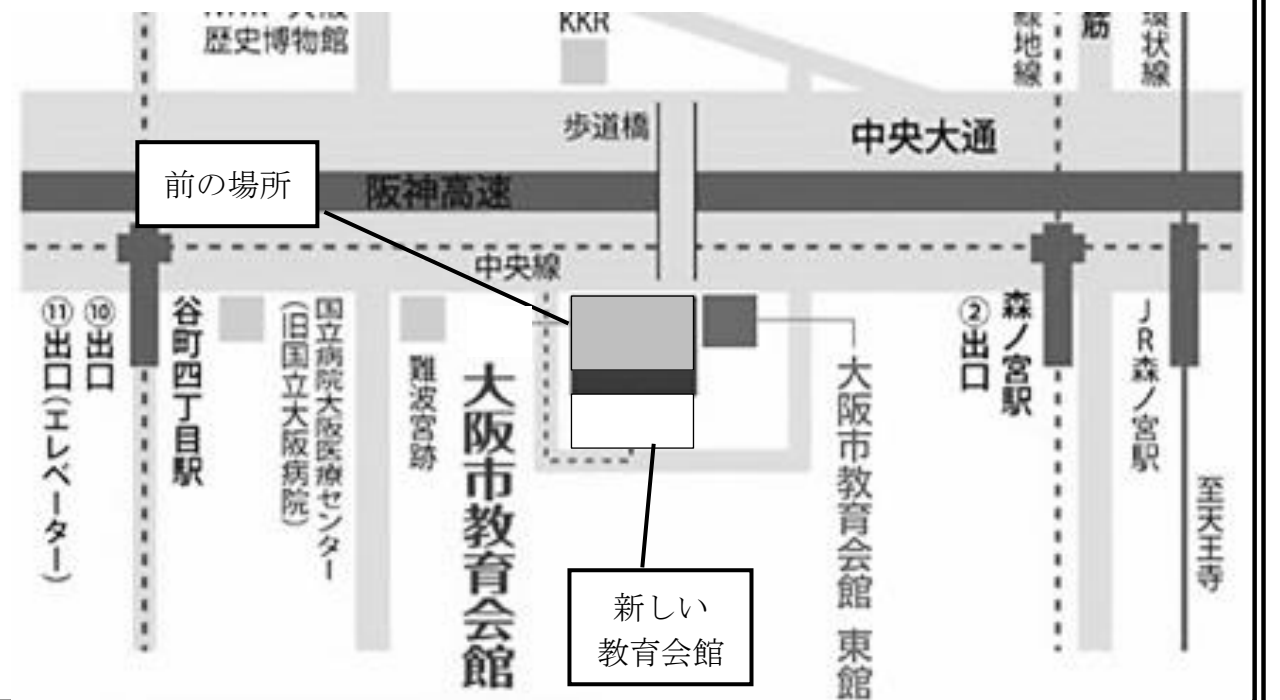 歴史博物館
KKR
線地線
筋
環状線
歩道橋
中央大通
前の場所
阪神高速
中央線
⑪出口(エレベーター)
⑩出口
谷町四丁目駅
(旧国立大阪病院)
国立病院大阪医療センター
難波宮跡
大阪市教育会館
大阪市教育会館 東館
②出口
森ノ宮駅
JR森ノ宮駅
至天王寺
新しい
教育会館